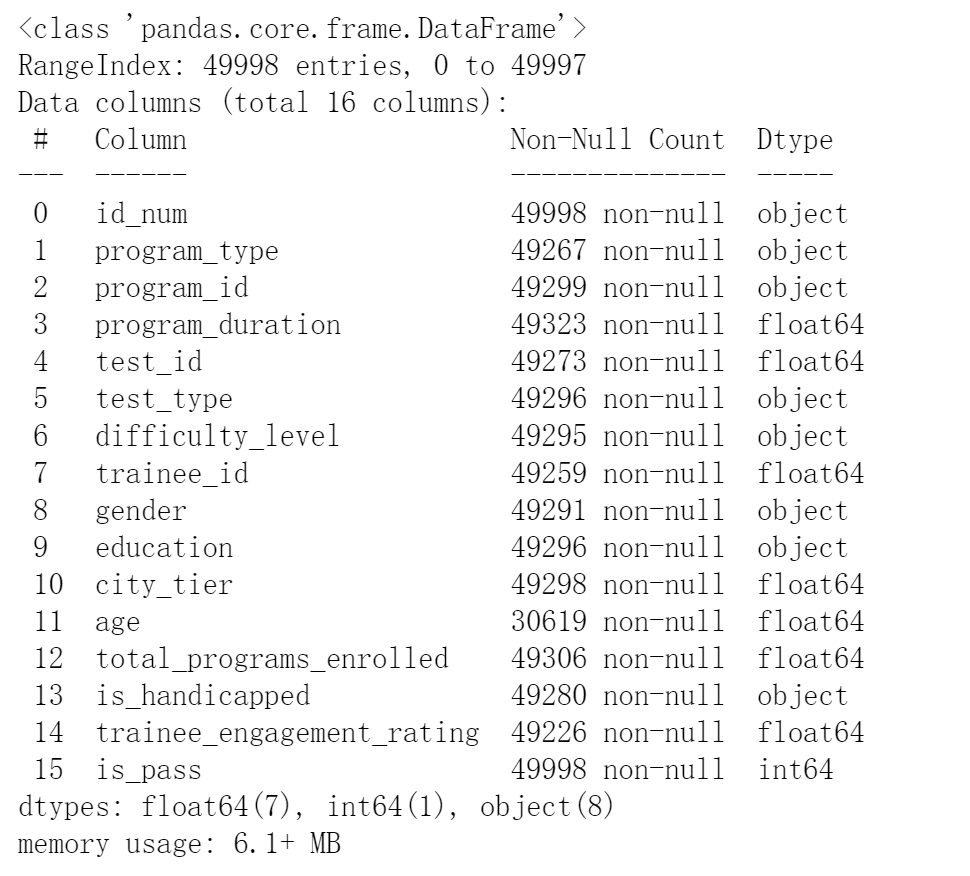 <class 'pandas.core.frame.DataFrame'>
RangeIndex: 49998 entries, 0 to 49997
Data columns (total 16 columns):
 #   Column                     Non-Null Count  Dtype
---  ------                     --------------  -----
 0   id_num                     49998 non-null  object
 1   program_type               49267 non-null  object
 2   program_id                 49299 non-null  object
 3   program_duration           49323 non-null  float64
 4   test_id                    49273 non-null  float64
 5   test_type                  49296 non-null  object
 6   difficulty_level           49295 non-null  object
 7   trainee_id                 49259 non-null  float64
 8   gender                     49291 non-null  object
 9   education                  49296 non-null  object
 10  city_tier                  49298 non-null  float64
 11  age                        30619 non-null  float64
 12  total_programs_enrolled    49306 non-null  float64
 13  is_handicapped             49280 non-null  object
 14  trainee_engagement_rating  49226 non-null  float64
 15  is_pass                    49998 non-null  int64
dtypes: float64(7), int64(1), object(8)
memory usage: 6.1+ MB